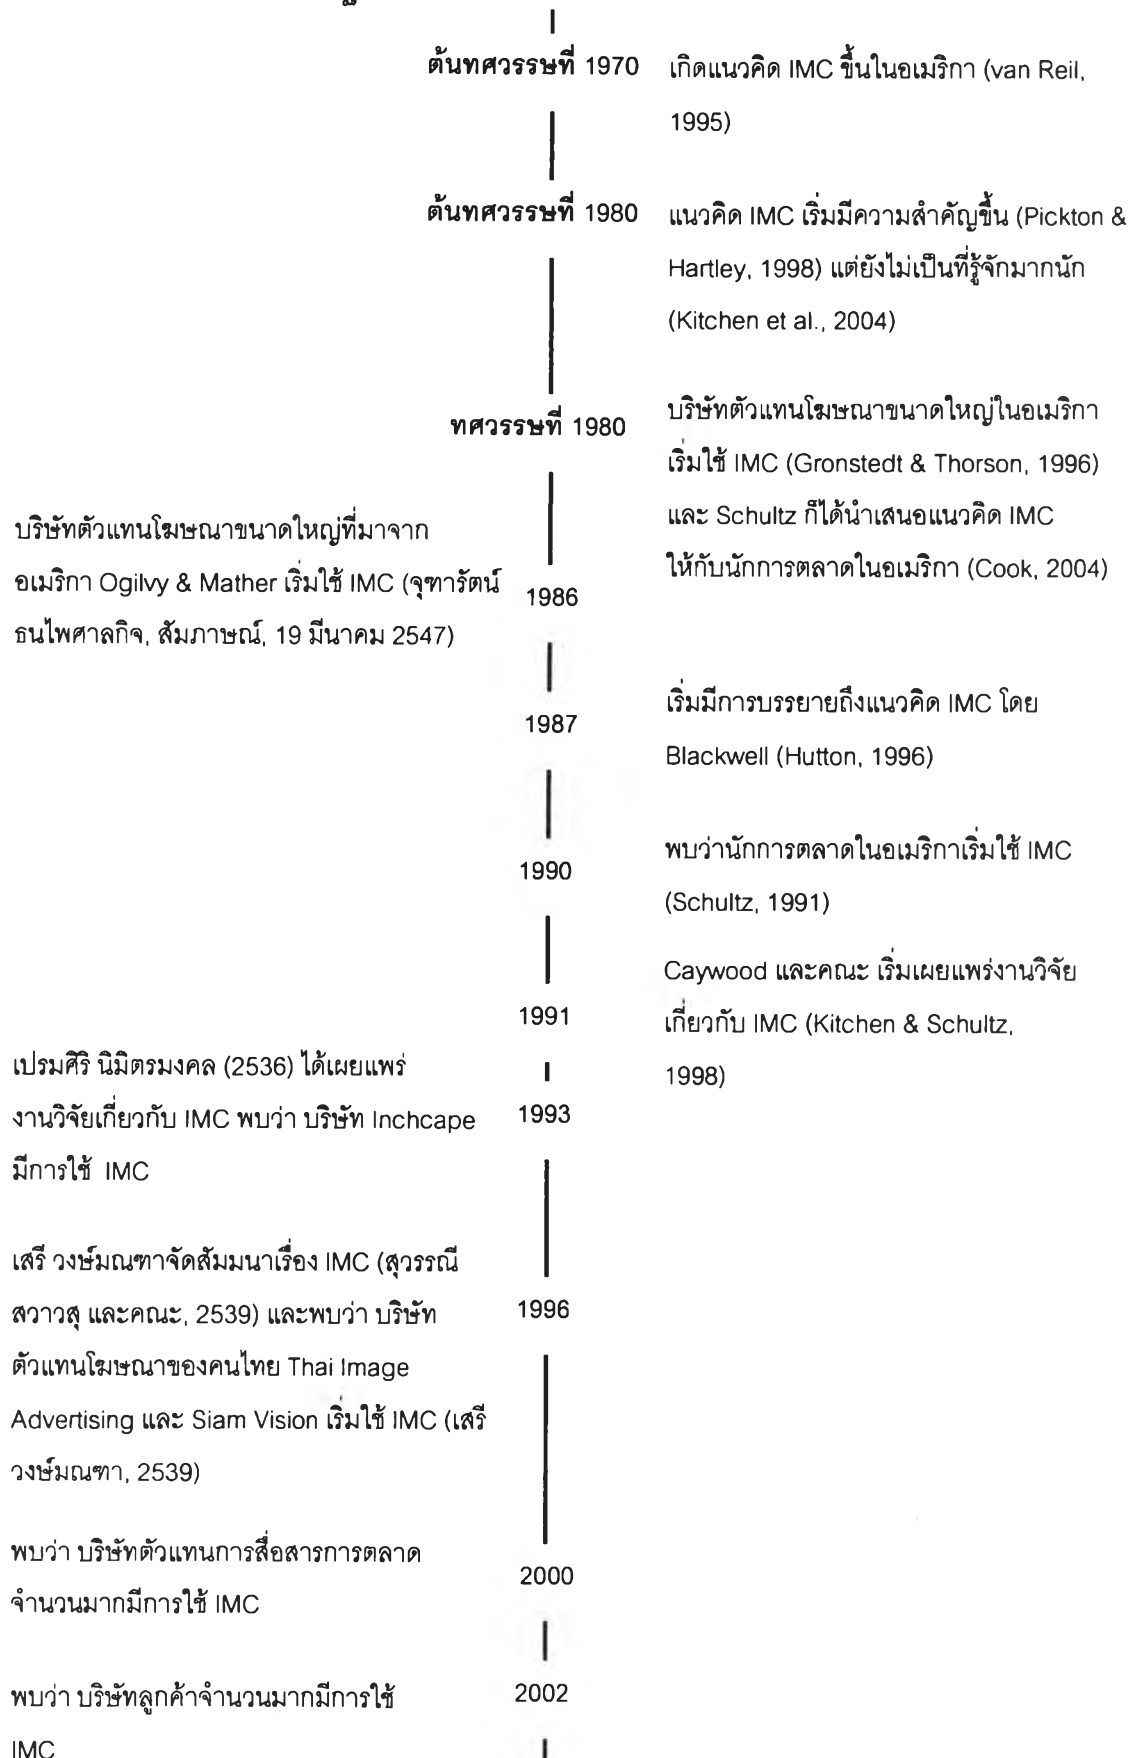 ต้นทศวรรษที่ 1970
เกิดแนวคิด IMC ขึ้นในอเมริกา (van Reil,
1995)
ต้นทศวรรษที่ 1980
แนวคิด IMC เริ่มมีความสำคัญขึ้น (Pickton &
Hartley, 1998) แต่ยังไม่เป็นที่รู้จักมากนัก
(Kitchen et al., 2004)
ทศวรรษที่ 1980
บริษัทตัวแทนโฆษณาขนาดใหญ่ในอเมริกา
เริ่มใช้ IMC (Gronstedt & Thorson, 1996)
และ Schultz ก็ได้นำเสนอแนวคิด IMC
ให้กับนักการตลาดในอเมริกา (Cook, 2004)
บริษัทตัวแทนโฆษณาขนาดใหญ่ที่มาจาก
อเมริกา Ogilvy & Mather เริ่มใช้ IMC (จุฑารัตน์
ธนไพศาลกิจ, สัมภาษณ์, 19 มีนาคม 2547)
1986
1987
เริ่มมีการบรรยายถึงแนวคิด IMC โดย
Blackwell (Hutton, 1996)
1990
พบว่านักการตลาดในอเมริกาเริ่มใช้ IMC
(Schultz, 1991)
1991
Caywood และคณะ เริ่มเผยแพร่งานวิจัย
เกี่ยวกับ IMC (Kitchen & Schultz,
1998)
เปรมศิริ นิมิตรมงคล (2536) ได้เผยแพร่
งานวิจัยเกี่ยวกับ IMC พบว่า บริษัท Inchcape
มีการใช้ IMC
1993
เสรี วงษ์มณฑาจัดสัมมนาเรื่อง IMC (สุวรรณี
สวาวสุ และคณะ, 2539) และพบว่า บริษัท
ตัวแทนโฆษณาของคนไทย Thai Image
Advertising และ Siam Vision เริ่มใช้ IMC (เสรี
วงษ์มณฑา, 2539)
1996
พบว่า บริษัทตัวแทนการสื่อสารการตลาด
จำนวนมากมีการใช้ IMC
2000
พบว่า บริษัทลูกค้าจำนวนมากมีการใช้
IMC
2002